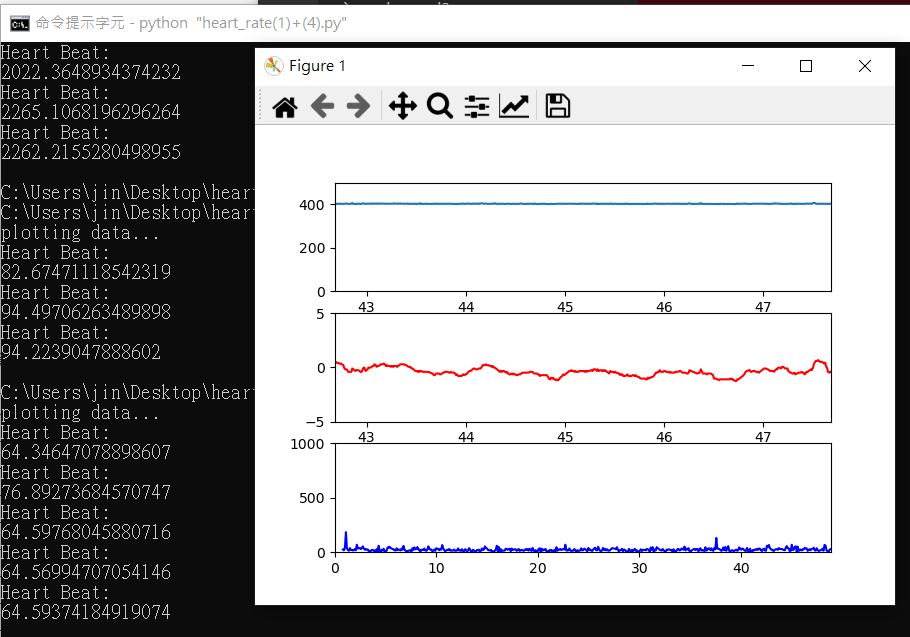 命令提示字元 - python "heart_rate(1)+(4).py"
Heart Beat:
2022.3648934374232
Heart Beat:
2265.1068196296264
Heart Beat:
2262.2155280498955
C:\Users\jin\Desktop\hear
C:\Users\jin\Desktop\hear
plotting data...
Heart Beat:
82.67471118542319
Heart Beat:
94.49706263489898
Heart Beat:
94.2239047888602
C:\Users\jin\Desktop\hear
plotting data...
Heart Beat:
64.34647078898607
Heart Beat:
76.89273684570747
Heart Beat:
64.59768045880716
Heart Beat:
64.56994707054146
Heart Beat:
64.59374184919074
Figure 1
400
200
0
43 44 45 46 47
5
0
−5
43 44 45 46 47
1000
500
0
0 10 20 30 40